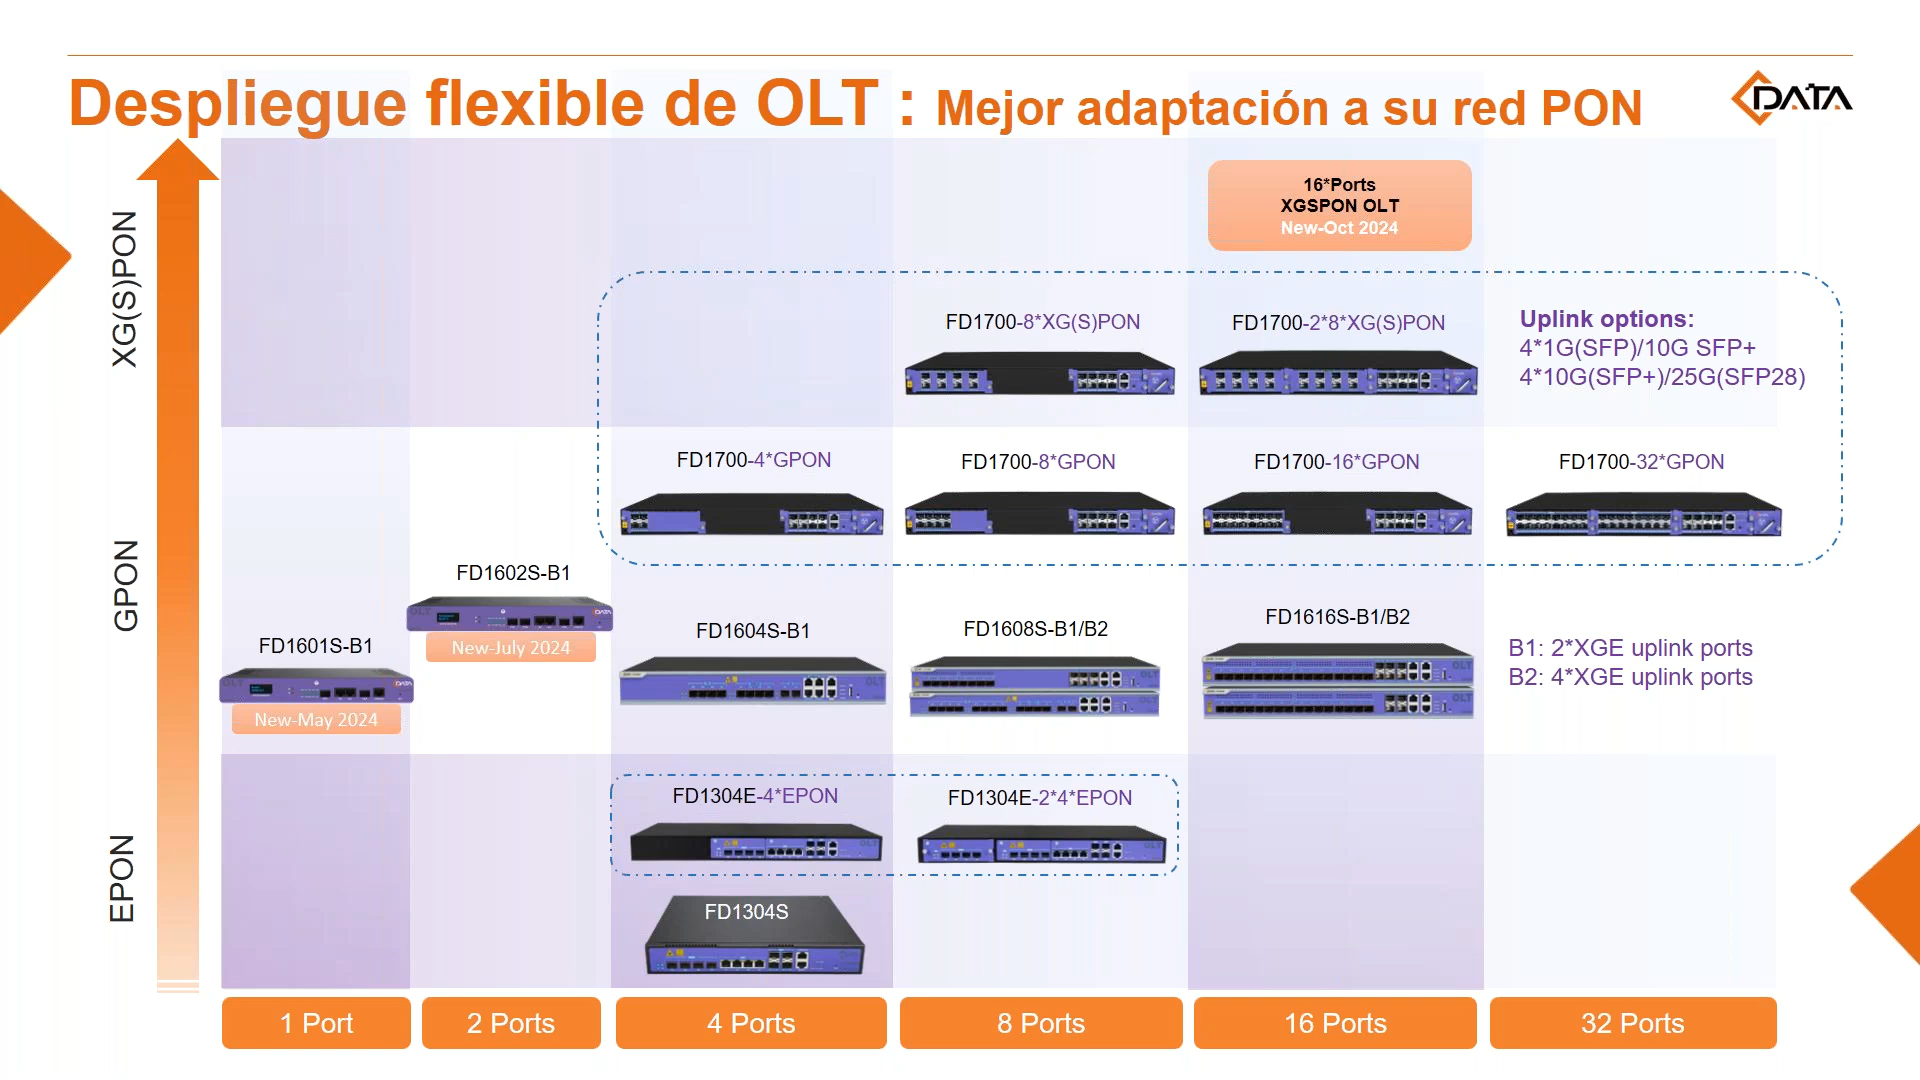 Despliegue flexible de OLT : Mejor adaptación a su red PON
DATA
XG(S)PON
16*Ports
XGSPON OLT
New-Oct 2024
FD1700-8*XG(S)PON
FD1700-2*8*XG(S)PON
Uplink options:
4*1G(SFP)/10G SFP+
4*10G(SFP+)/25G(SFP28)
FD1700-4*GPON
FD1700-8*GPON
FD1700-16*GPON
FD1700-32*GPON
GPON
FD1601S-B1
New-May 2024
FD1602S-B1
New-July 2024
FD1604S-B1
FD1608S-B1/B2
FD1616S-B1/B2
B1: 2*XGE uplink ports
B2: 4*XGE uplink ports
EPON
FD1304E-4*EPON
FD1304E-2*4*EPON
FD1304S
1 Port
2 Ports
4 Ports
8 Ports
16 Ports
32 Ports